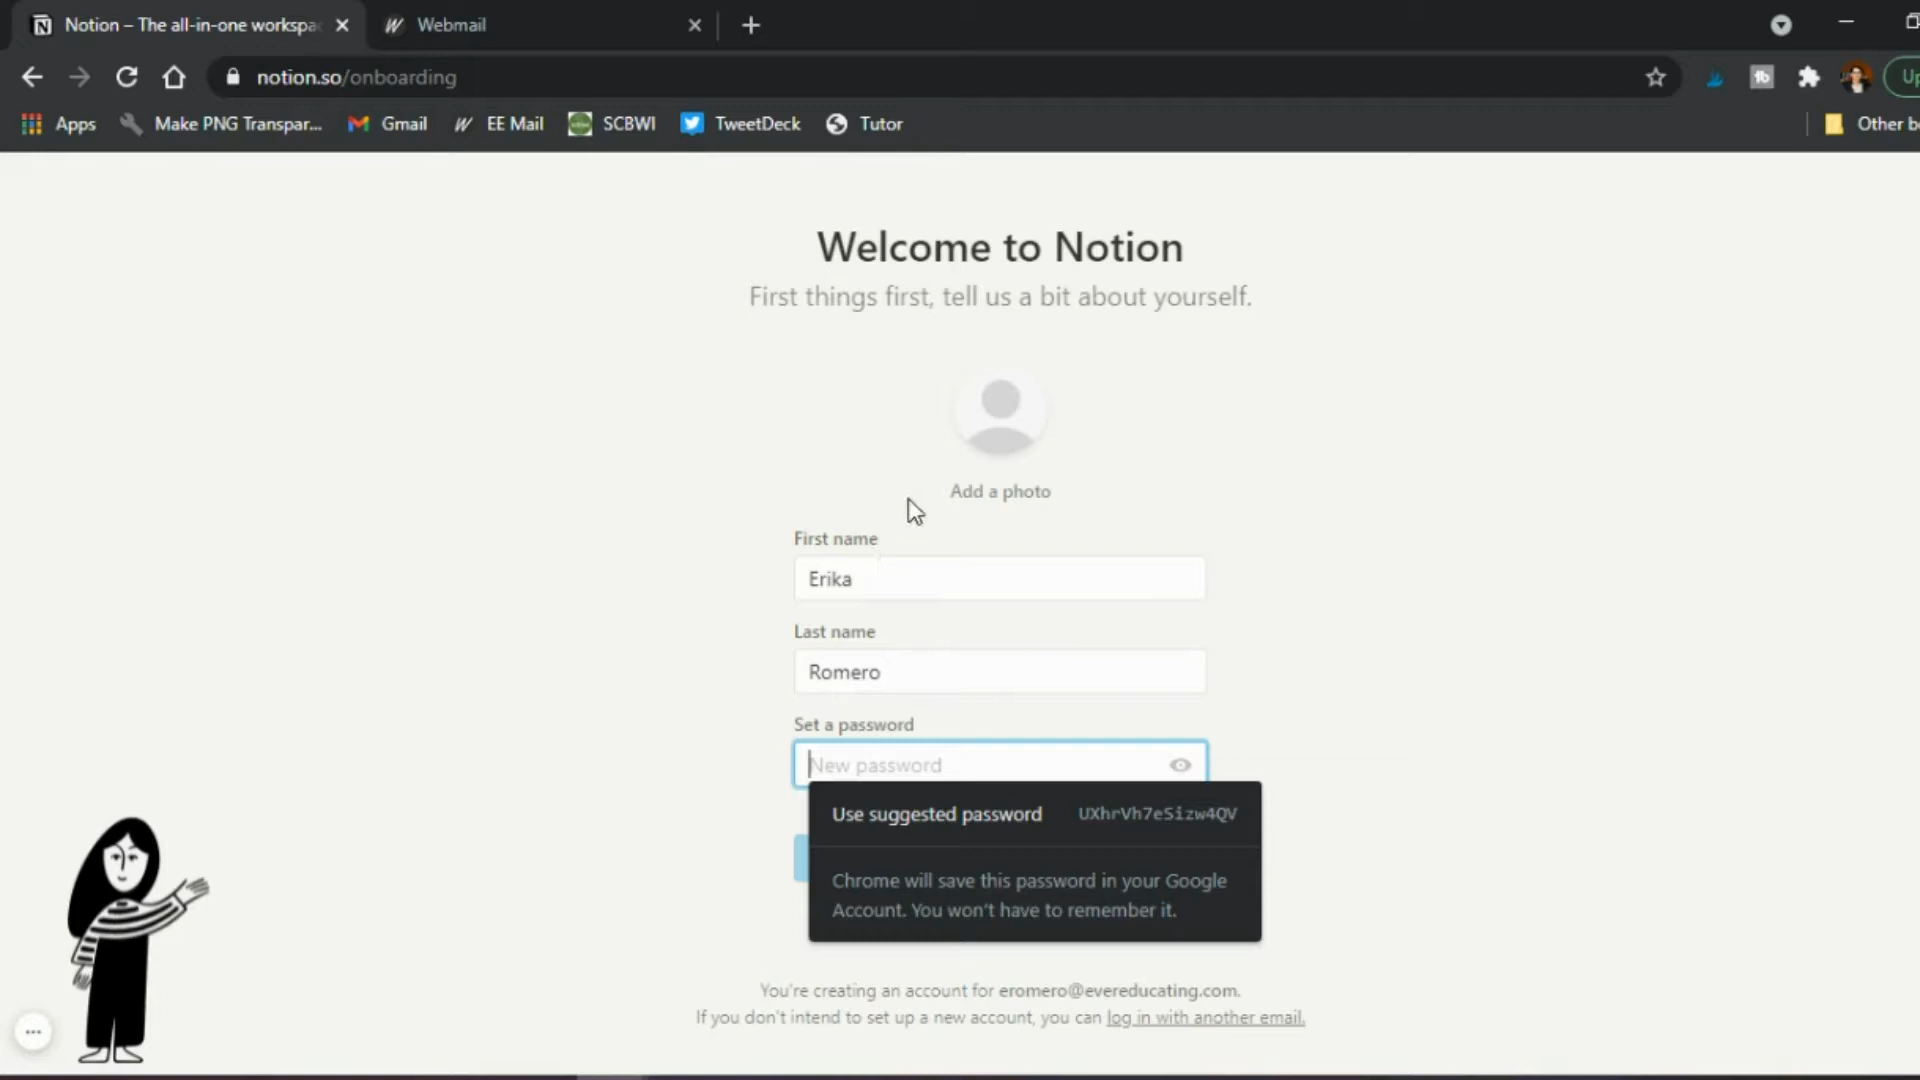 Notion – The all-in-one workspa
Webmail
notion.so/onboarding
Up
Apps
Make PNG Transpar...
Gmail
EE Mail
SCBWI
TweetDeck
Tutor
Other b
Welcome to Notion
First things first, tell us a bit about yourself.
Add a photo
First name
Erika
Last name
Romero
Set a password
New password
Use suggested password UXhrVh7eSizw4QV
Chrome will save this password in your Google
Account. You won't have to remember it.
You're creating an account for eromero@evereducating.com.
If you don't intend to set up a new account, you can log in with another email.